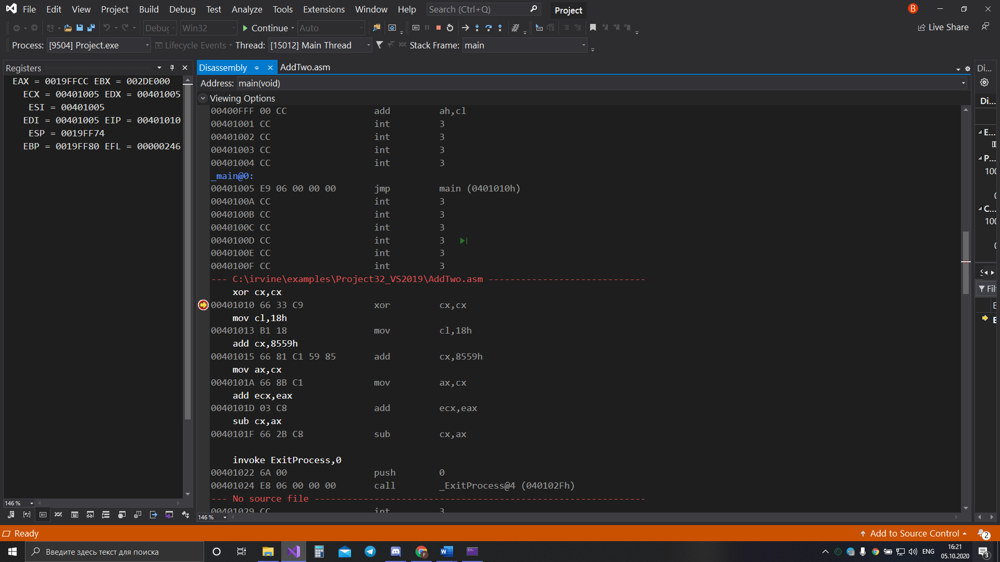 File Edit View Project Build Debug Test Analyze Tools Extensions Window Help Search (Ctrl+Q) Project B
Debug Win32 Continue Auto Live Share
Process: [9504] Project.exe Lifecycle Events Thread: [15012] Main Thread Stack Frame: main
Registers
EAX = 0019FFCC EBX = 002DE000
ECX = 00401005 EDX = 00401005
ESI = 00401005
EDI = 00401005 EIP = 00401010
ESP = 0019FF74
EBP = 0019FF80 EFL = 00000246
146 %
Disassembly AddTwo.asm
Address: main(void)
Viewing Options
00400FFF 00 CC add ah,cl
00401001 CC int 3
00401002 CC int 3
00401003 CC int 3
00401004 CC int 3
_main@0:
00401005 E9 06 00 00 00 jmp main (0401010h)
0040100A CC int 3
0040100B CC int 3
0040100C CC int 3
0040100D CC int 3
0040100E CC int 3
0040100F CC int 3
--- C:\irvine\examples\Project32_VS2019\AddTwo.asm -----------------------------
xor cx,cx
00401010 66 33 C9 xor cx,cx
mov cl,18h
00401013 B1 18 mov cl,18h
add cx,8559h
00401015 66 81 C1 59 85 add cx,8559h
mov ax,cx
0040101A 66 8B C1 mov ax,cx
add ecx,eax
0040101D 03 C8 add ecx,eax
sub cx,ax
0040101F 66 2B C8 sub cx,ax
invoke ExitProcess,0
00401022 6A 00 push 0
00401024 E8 06 00 00 00 call _ExitProcess@4 (040102Fh)
--- No source file -------------------------------------------------------------
00401029 CC int 3
146 %
Di...
Di...
E...
P...
100
C...
100
Filt
Ready Add to Source Control 2
Введите здесь текст для поиска ENG 16:21
05.10.2020 3